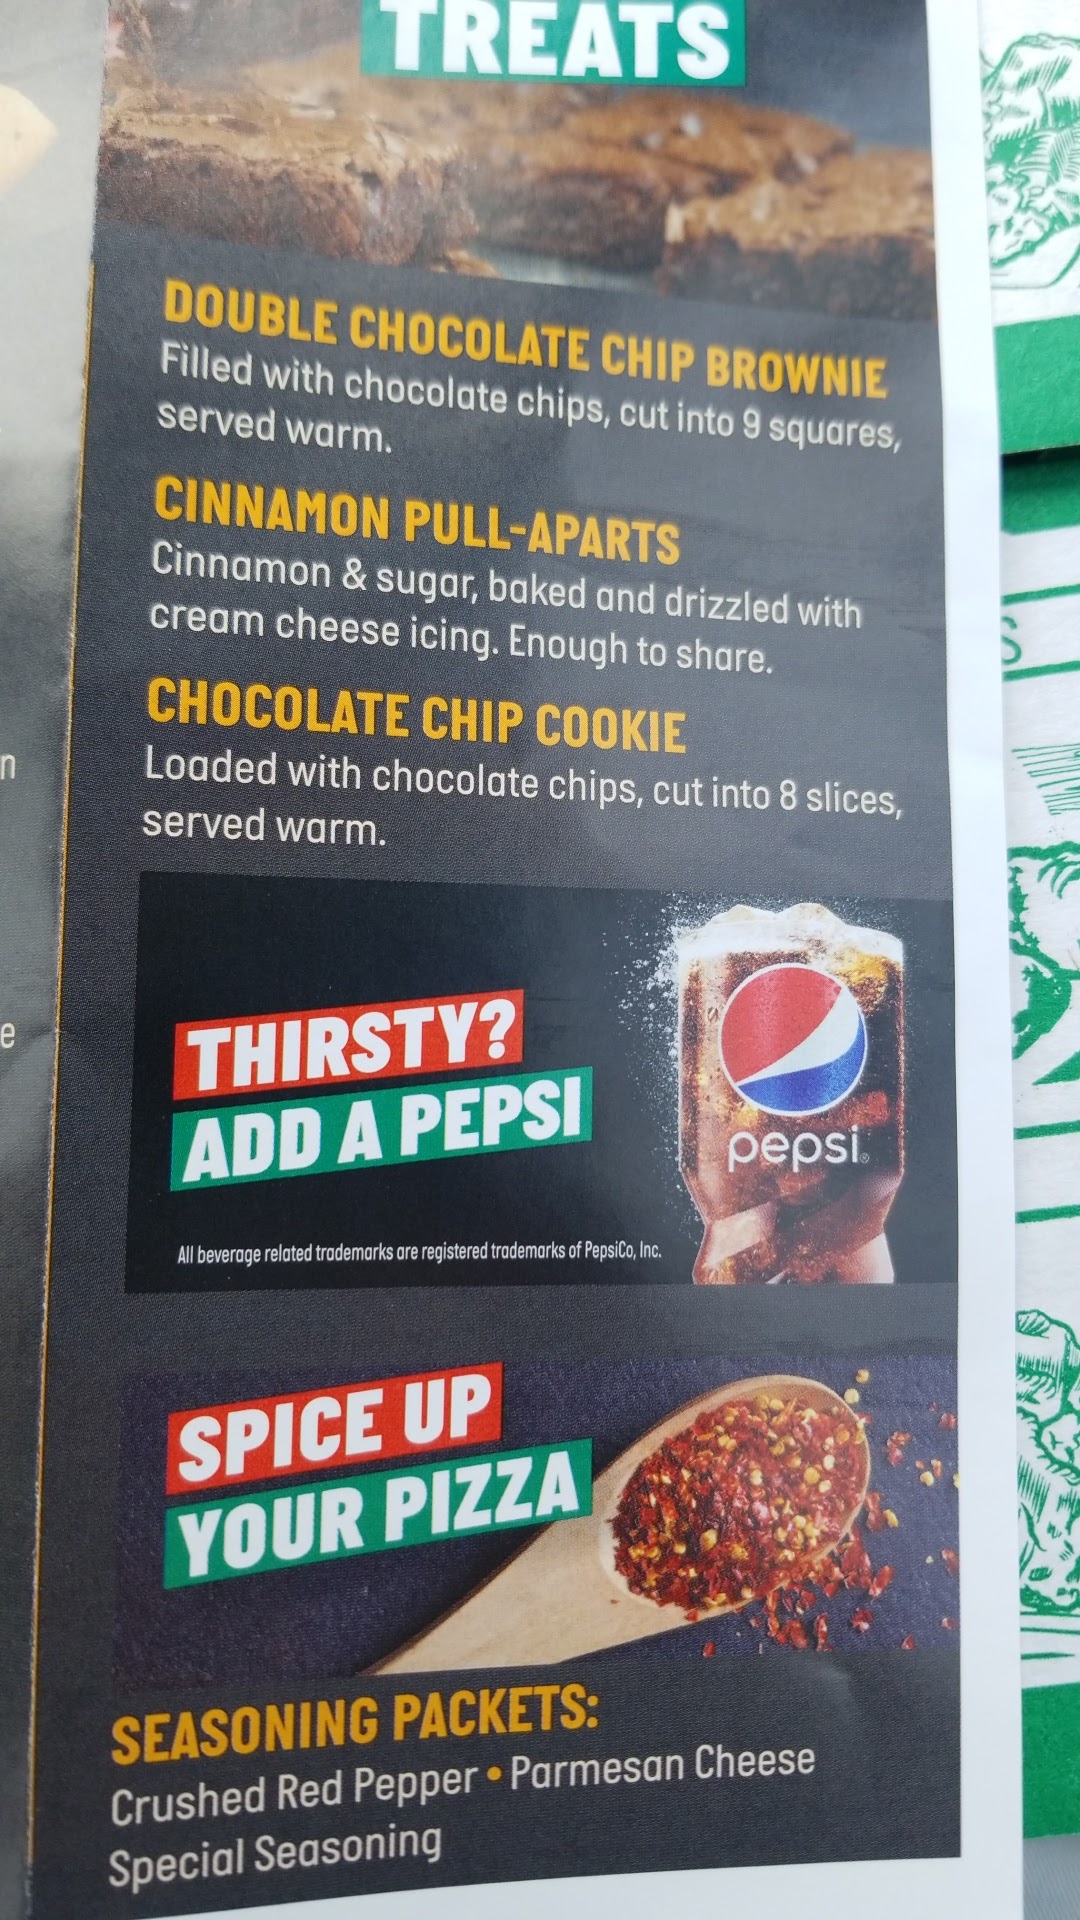 TREATS
DOUBLE CHOCOLATE CHIP BROWNIE
Filled with chocolate chips, cut into 9 squares,
served warm.
CINNAMON PULL-APARTS
Cinnamon & sugar, baked and drizzled with
cream cheese icing. Enough to share.
CHOCOLATE CHIP COOKIE
Loaded with chocolate chips, cut into 8 slices,
served warm.
THIRSTY?
ADD A PEPSI
pepsi®
All beverage related trademarks are registered trademarks of PepsiCo, Inc.
SPICE UP
YOUR PIZZA
SEASONING PACKETS:
Crushed Red Pepper • Parmesan Cheese
Special Seasoning